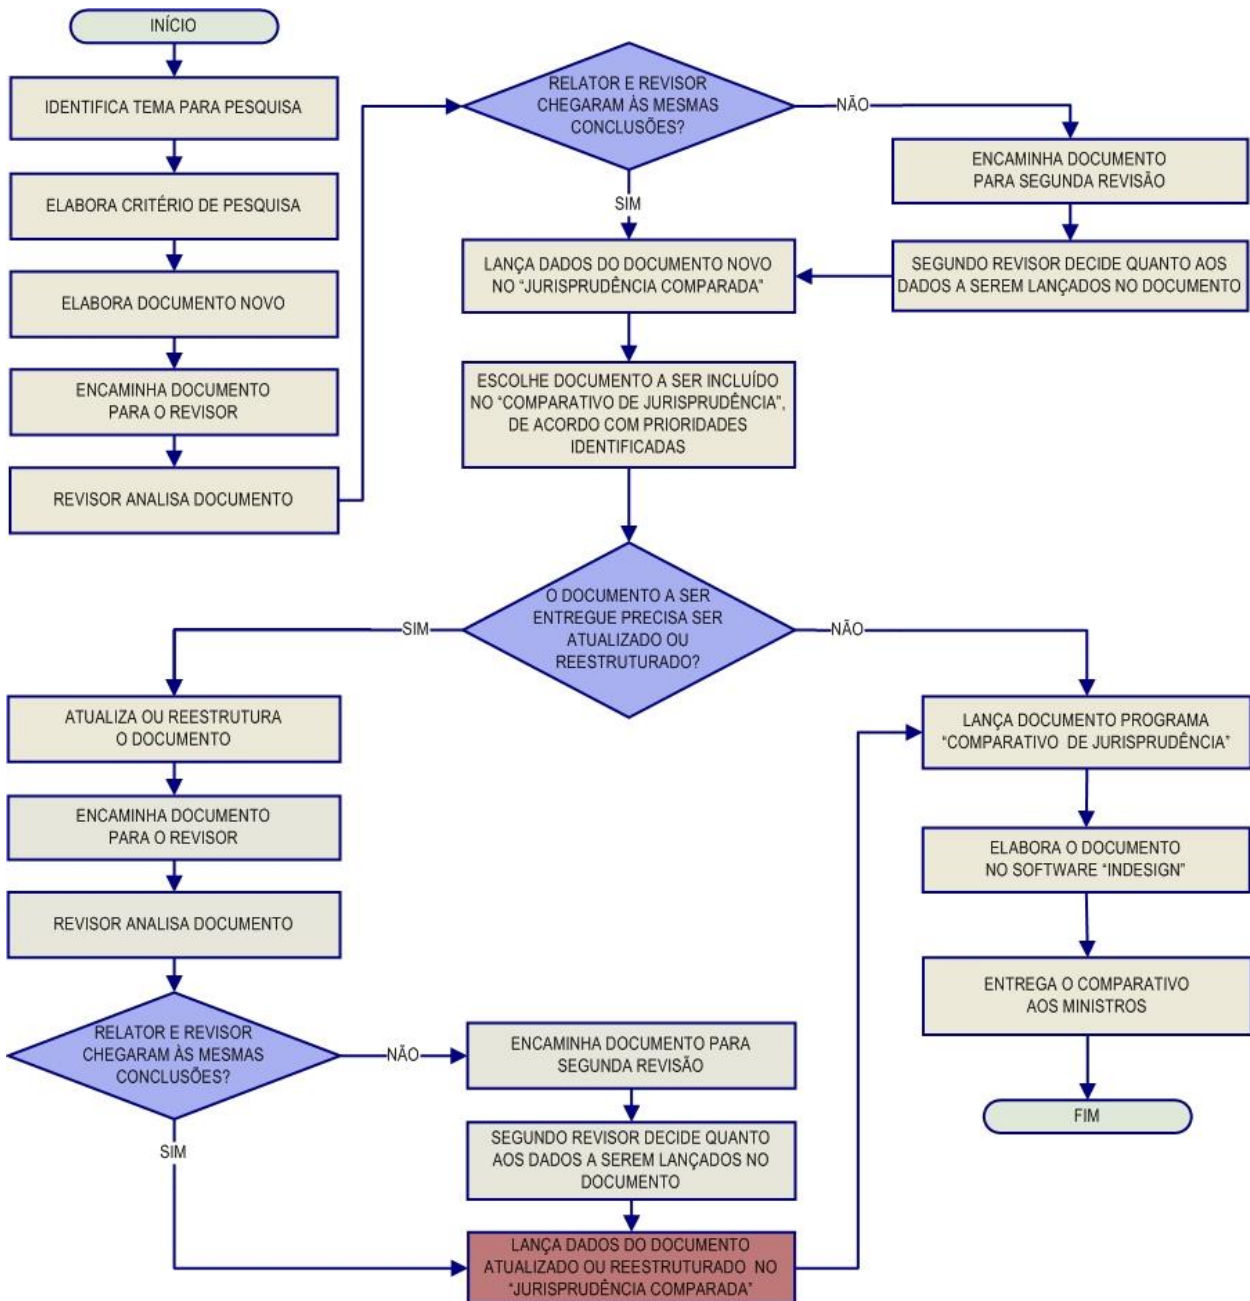 INÍCIO
IDENTIFICA TEMA PARA PESQUISA
ELABORA CRITÉRIO DE PESQUISA
ELABORA DOCUMENTO NOVO
ENCAMINHA DOCUMENTO
PARA O REVISOR
REVISOR ANALISA DOCUMENTO
RELATOR E REVISOR
CHEGARAM ÀS MESMAS
CONCLUSÕES?
NÃO
ENCAMINHA DOCUMENTO
PARA SEGUNDA REVISÃO
SEGUNDO REVISOR DECIDE QUANTO AOS
DADOS A SEREM LANÇADOS NO DOCUMENTO
SIM
LANÇA DADOS DO DOCUMENTO NOVO
NO “JURISPRUDÊNCIA COMPARADA”
ESCOLHE DOCUMENTO A SER INCLUÍDO
NO “COMPARATIVO DE JURISPRUDÊNCIA”,
DE ACORDO COM PRIORIDADES
IDENTIFICADAS
O DOCUMENTO A SER
ENTREGUE PRECISA SER
ATUALIZADO OU
REESTRUTURADO?
SIM
NÃO
ATUALIZA OU REESTRUTURA
O DOCUMENTO
ENCAMINHA DOCUMENTO
PARA O REVISOR
REVISOR ANALISA DOCUMENTO
RELATOR E REVISOR
CHEGARAM ÀS MESMAS
CONCLUSÕES?
NÃO
ENCAMINHA DOCUMENTO PARA
SEGUNDA REVISÃO
SEGUNDO REVISOR DECIDE QUANTO
AOS DADOS A SEREM LANÇADOS NO
DOCUMENTO
SIM
LANÇA DADOS DO DOCUMENTO
ATUALIZADO OU REESTRUTURADO NO
“JURISPRUDÊNCIA COMPARADA”
LANÇA DOCUMENTO PROGRAMA
“COMPARATIVO DE JURISPRUDÊNCIA”
ELABORA O DOCUMENTO
NO SOFTWARE “INDESIGN”
ENTREGA O COMPARATIVO
AOS MINISTROS
FIM